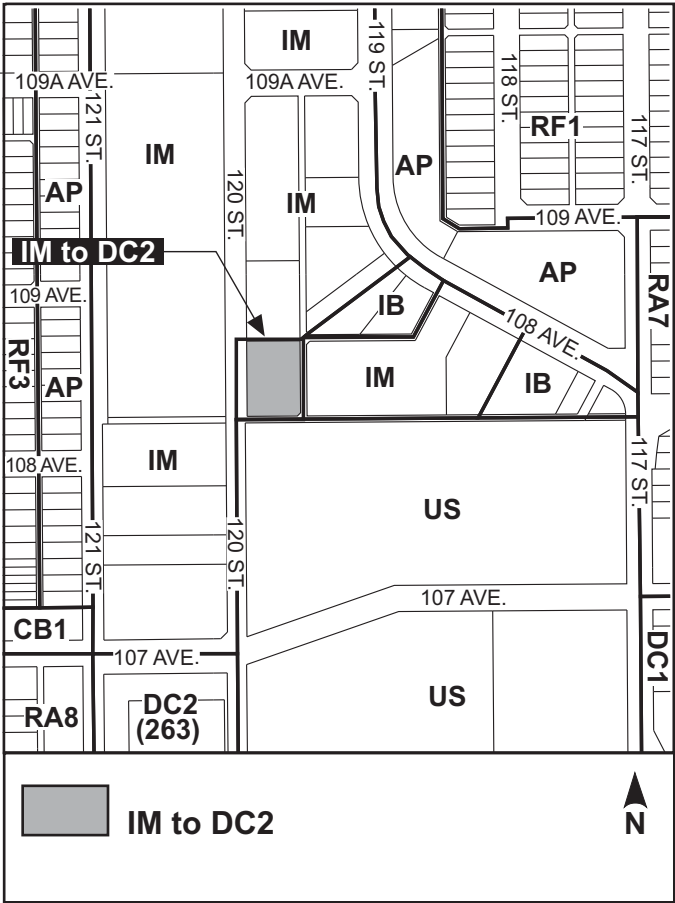 IM
119 ST.
118 ST.
109A AVE.
109A AVE.
121 ST.
RF1
117 ST.
IM
AP
AP
120 ST.
IM
109 AVE.
IM to DC2
AP
109 AVE.
IB
RA7
108 AVE.
RF3
AP
IM
IB
108 AVE.
IM
117 ST.
US
121 ST.
120 ST.
107 AVE.
CB1
107 AVE.
DC1
US
RA8
DC2
(263)
IM to DC2
N